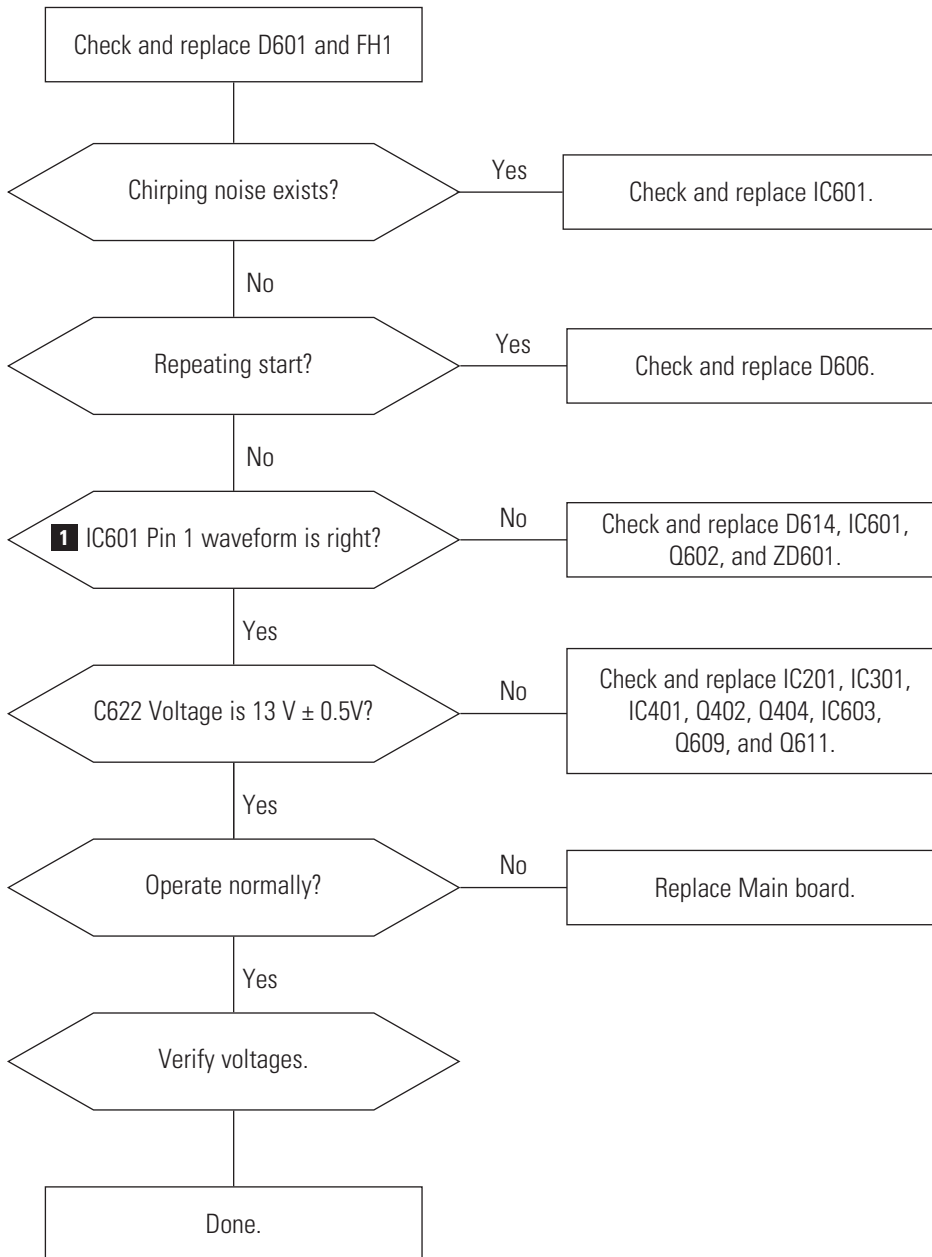 Check and replace D601 and FH1
Chirping noise exists?
Yes
Check and replace IC601.
No
Repeating start?
Yes
Check and replace D606.
No
1 IC601 Pin 1 waveform is right?
No
Check and replace D614, IC601,
Q602, and ZD601.
Yes
C622 Voltage is 13 V ± 0.5V?
No
Check and replace IC201, IC301,
IC401, Q402, Q404, IC603,
Q609, and Q611.
Yes
Operate normally?
No
Replace Main board.
Yes
Verify voltages.
Done.